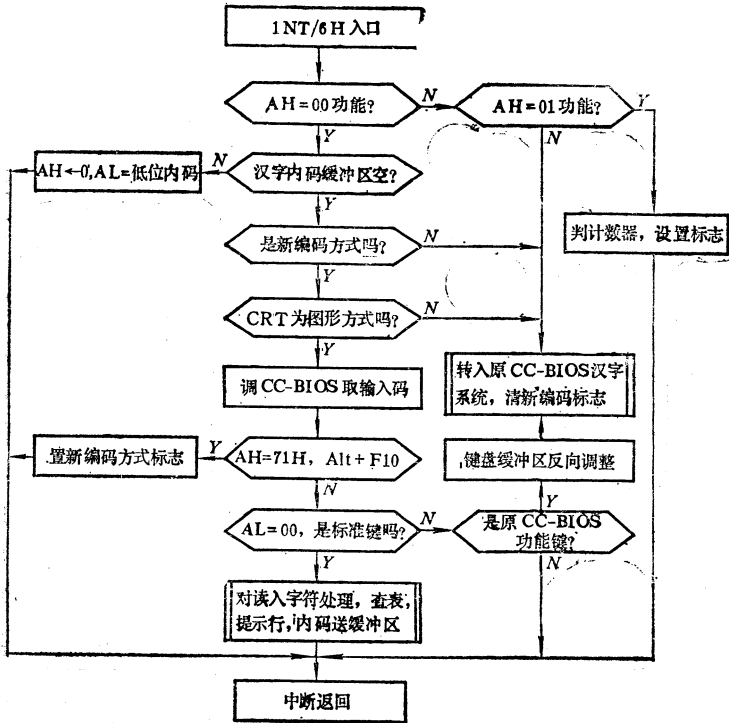 1NT/6H入口
AH=00功能?
N
AH=01功能?
Y
Y
N
AH←0,AL=低位内码
N
汉字内码缓冲区空?
Y
判计数器，设置标志
是新编码方式吗?
N
Y
CRT为图形方式吗?
N
Y
调CC-BIOS取输入码
转入原CC-BIOS汉字
系统，清新编码标志
置新编码方式标志
Y
AH=71H，Alt+F10
键盘缓冲区反向调整
N
Y
AL=00，是标准键吗?
N
是原CC-BIOS
功能键?
Y
N
对读入字符处理，查表，
提示行，内码送缓冲区
中断返回